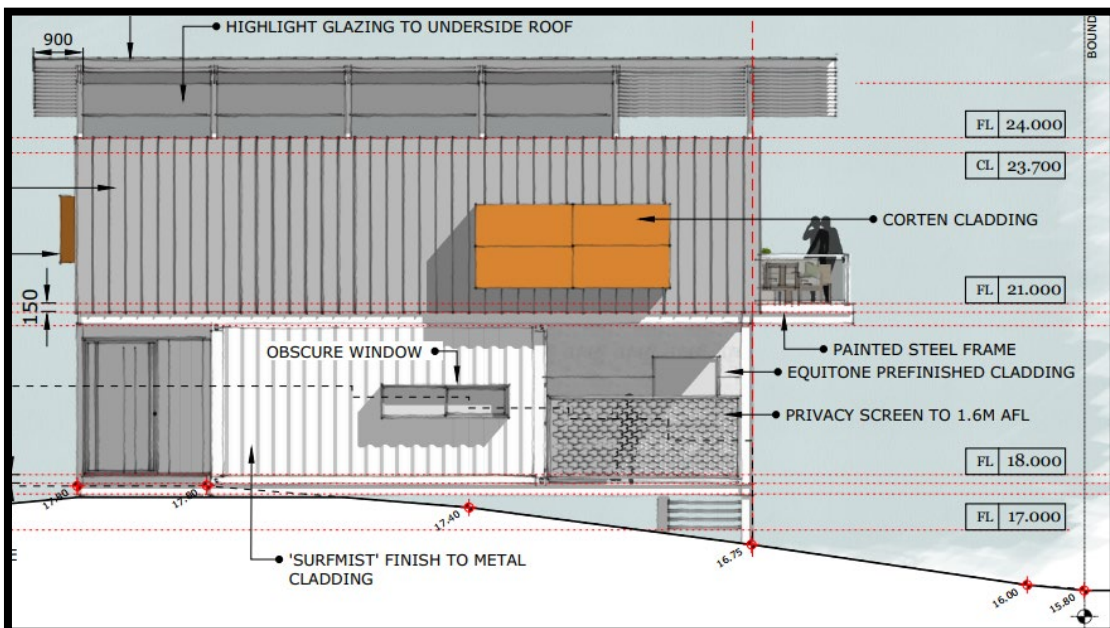 HIGHLIGHT GLAZING TO UNDERSIDE ROOF
900
BOUND
FL 24.000
CL 23.700
CORTEN CLADDING
FL 21.000
150
OBSCURE WINDOW
PAINTED STEEL FRAME
EQUITONE PREFINISHED CLADDING
PRIVACY SCREEN TO 1.6M AFL
FL 18.000
17.80
17.80
17.40
FL 17.000
E
'SURFMIST' FINISH TO METAL
CLADDING
16.75
16.00
15.80